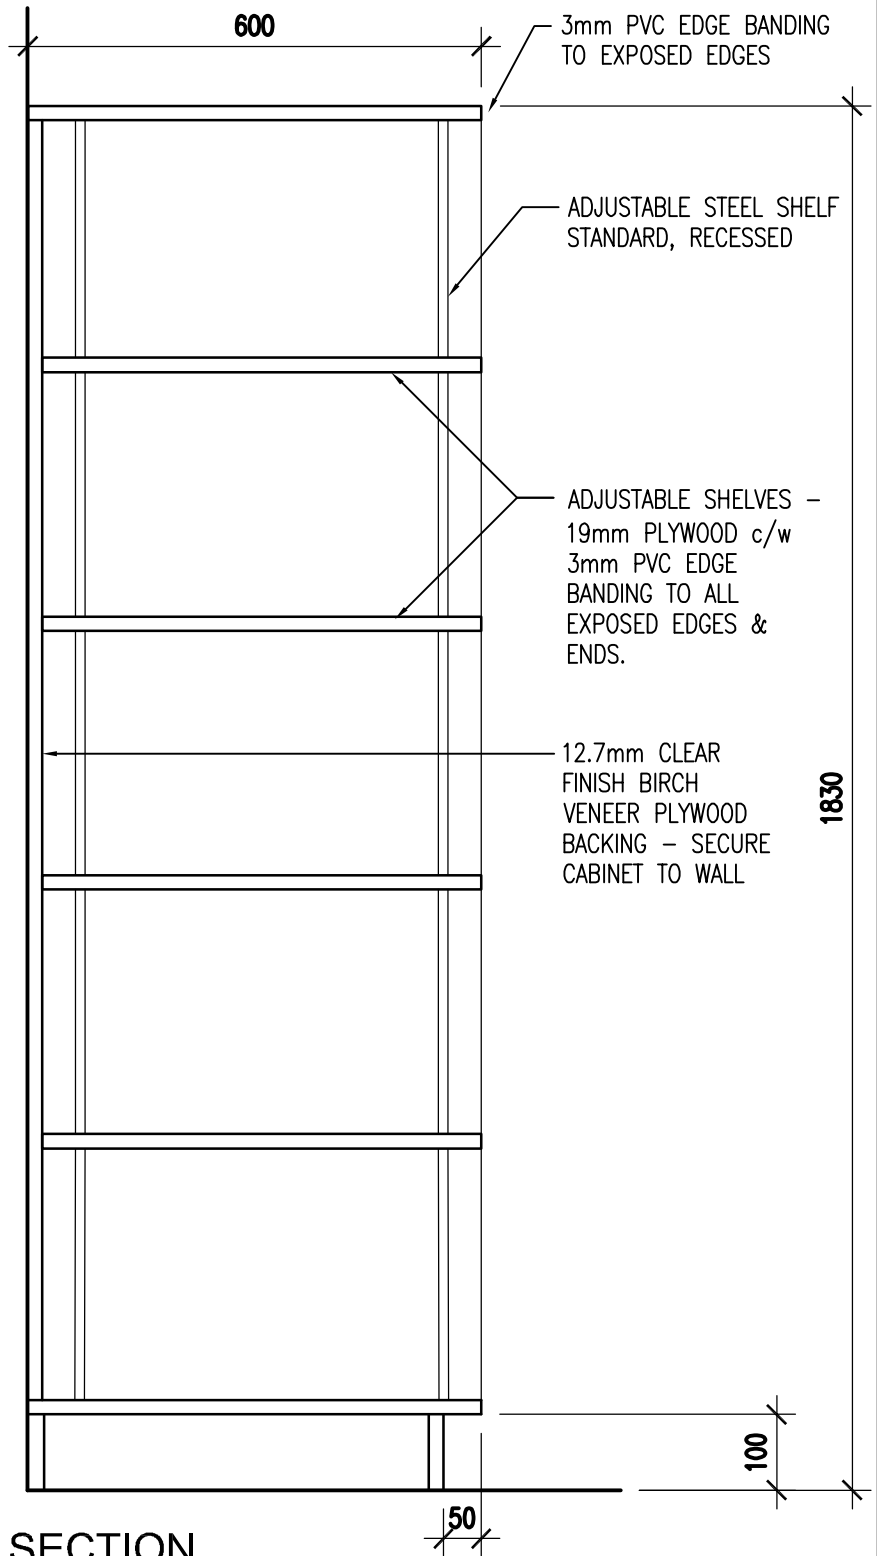 600
3mm PVC EDGE BANDING
TO EXPOSED EDGES
ADJUSTABLE STEEL SHELF
STANDARD, RECESSED
ADJUSTABLE SHELVES –
19mm PLYWOOD c/w
3mm PVC EDGE
BANDING TO ALL
EXPOSED EDGES &
ENDS.
12.7mm CLEAR
FINISH BIRCH
VENEER PLYWOOD
BACKING – SECURE
CABINET TO WALL
1830
100
50
SECTION